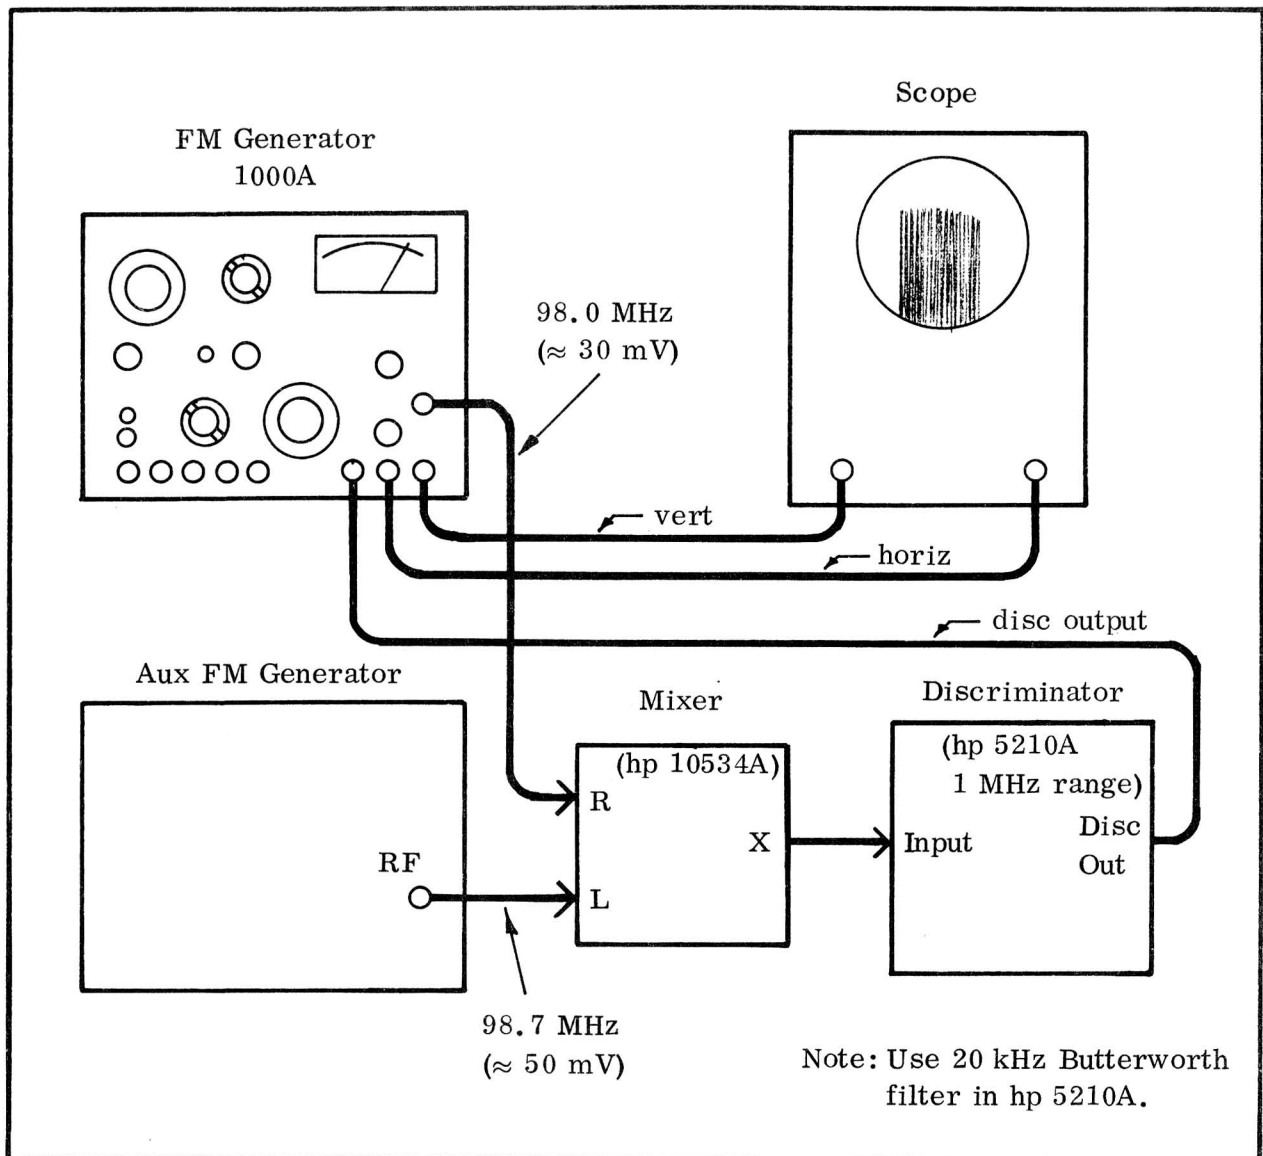 Scope
FM Generator
1000A
98.0 MHz
(≈ 30 mV)
vert
horiz
disc output
Aux FM Generator
Mixer
Discriminator
(hp 10534A)
(hp 5210A
1 MHz range)
R
X
Input
Disc
Out
RF
L
98.7 MHz
(≈ 50 mV)
Note: Use 20 kHz Butterworth
filter in hp 5210A.